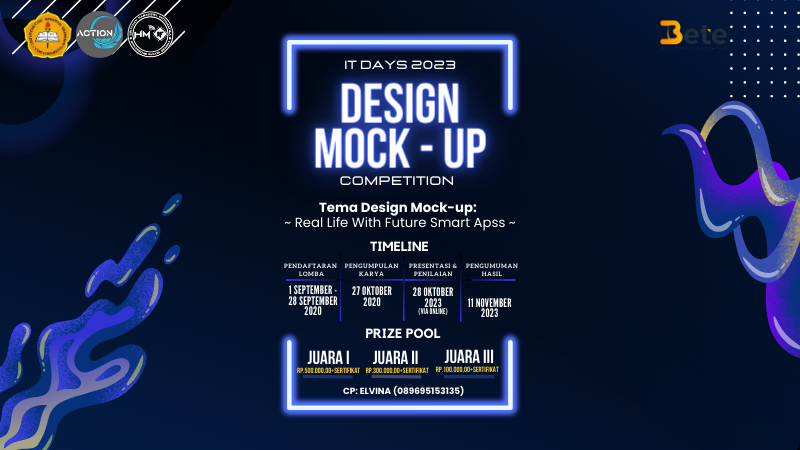 ACTION
HM
Bete
IT DAYS 2023
DESIGN
MOCK - UP
COMPETITION
Tema Design Mock-up:
~ Real Life With Future Smart Apss ~
TIMELINE
PENDAFTARAN
LOMBA
1 SEPTEMBER -
28 SEPTEMBER
2020
PENGUMPULAN
KARYA
27 OKTOBER
2020
PRESENTASI &
PENILAIAN
28 OKTOBER
2023
(VIA ONLINE)
PENGUMUMAN
HASIL
11 NOVEMBER
2023
PRIZE POOL
JUARA I
RP.500.000,00+SERTIFIKAT
JUARA II
RP.300.000,00+SERTIFIKAT
JUARA III
RP.100.000,00+SERTIFIKAT
CP: ELVINA (089695153135)